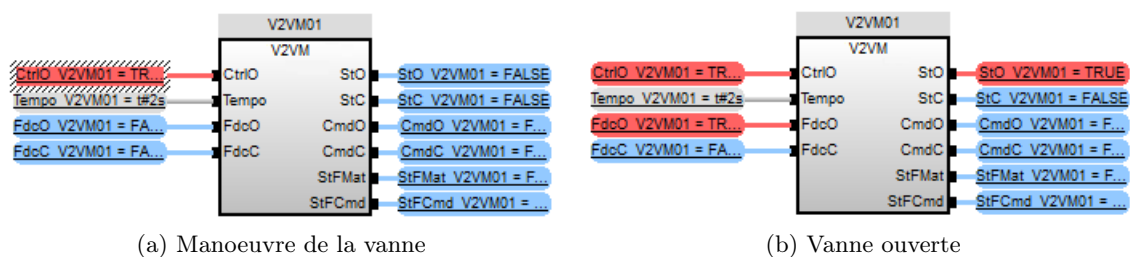 V2VM01
V2VM
CtrlO_V2VM01 = TR...
CtrlO
StO
StO_V2VM01 = FALSE
Tempo_V2VM01 = t#2s
Tempo
StC
StC_V2VM01 = FALSE
FdcO_V2VM01 = FA...
FdcO
CmdO
CmdO_V2VM01 = F...
FdcC_V2VM01 = FA...
FdcC
CmdC
CmdC_V2VM01 = F...
StFMat
StFMat_V2VM01 = F...
StFCmd
StFCmd_V2VM01 = ...
(a) Manoeuvre de la vanne
V2VM01
V2VM
CtrlO_V2VM01 = TR...
CtrlO
StO
StO_V2VM01 = TRUE
Tempo_V2VM01 = t#2s
Tempo
StC
StC_V2VM01 = FALSE
FdcO_V2VM01 = TR...
FdcO
CmdO
CmdO_V2VM01 = F...
FdcC_V2VM01 = FA...
FdcC
CmdC
CmdC_V2VM01 = F...
StFMat
StFMat_V2VM01 = F...
StFCmd
StFCmd_V2VM01 = ...
(b) Vanne ouverte